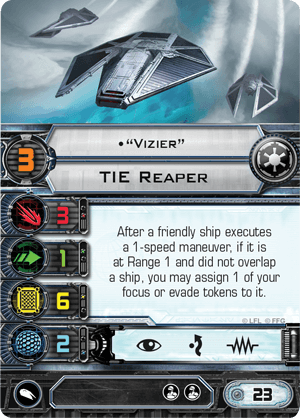 •“Vizier”
3
TIE Reaper
3
1
6
2
After a friendly ship executes
a 1-speed maneuver, if it is
at Range 1 and did not overlap
a ship, you may assign 1 of your
focus or evade tokens to it.
© LFL © FFG
23